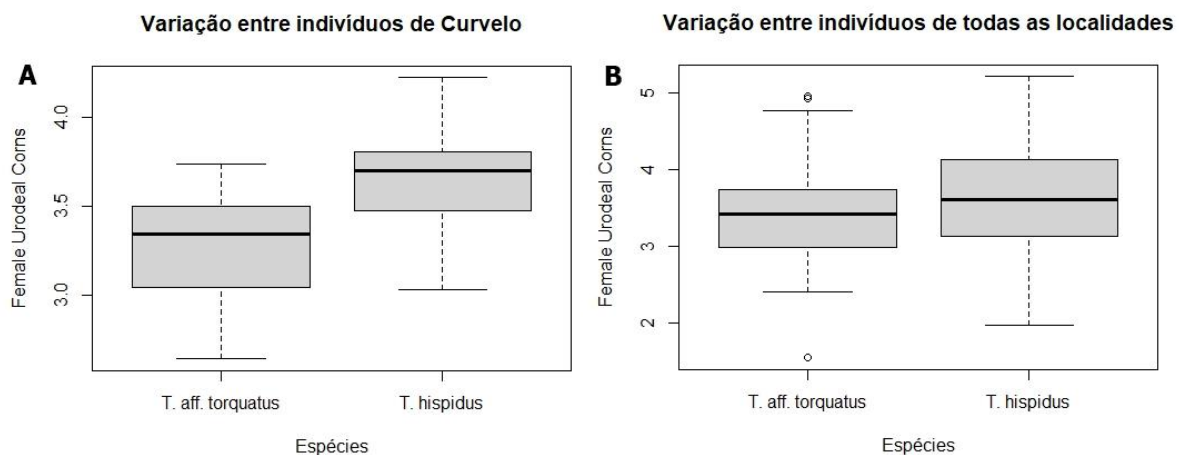 Variação entre indivíduos de Curvelo
A
Female Urodeal Corns
4.0
3.5
3.0
T. aff. torquatus
T. hispidus
Espécies
Variação entre indivíduos de todas as localidades
B
Female Urodeal Corns
5
4
3
2
T. aff. torquatus
T. hispidus
Espécies